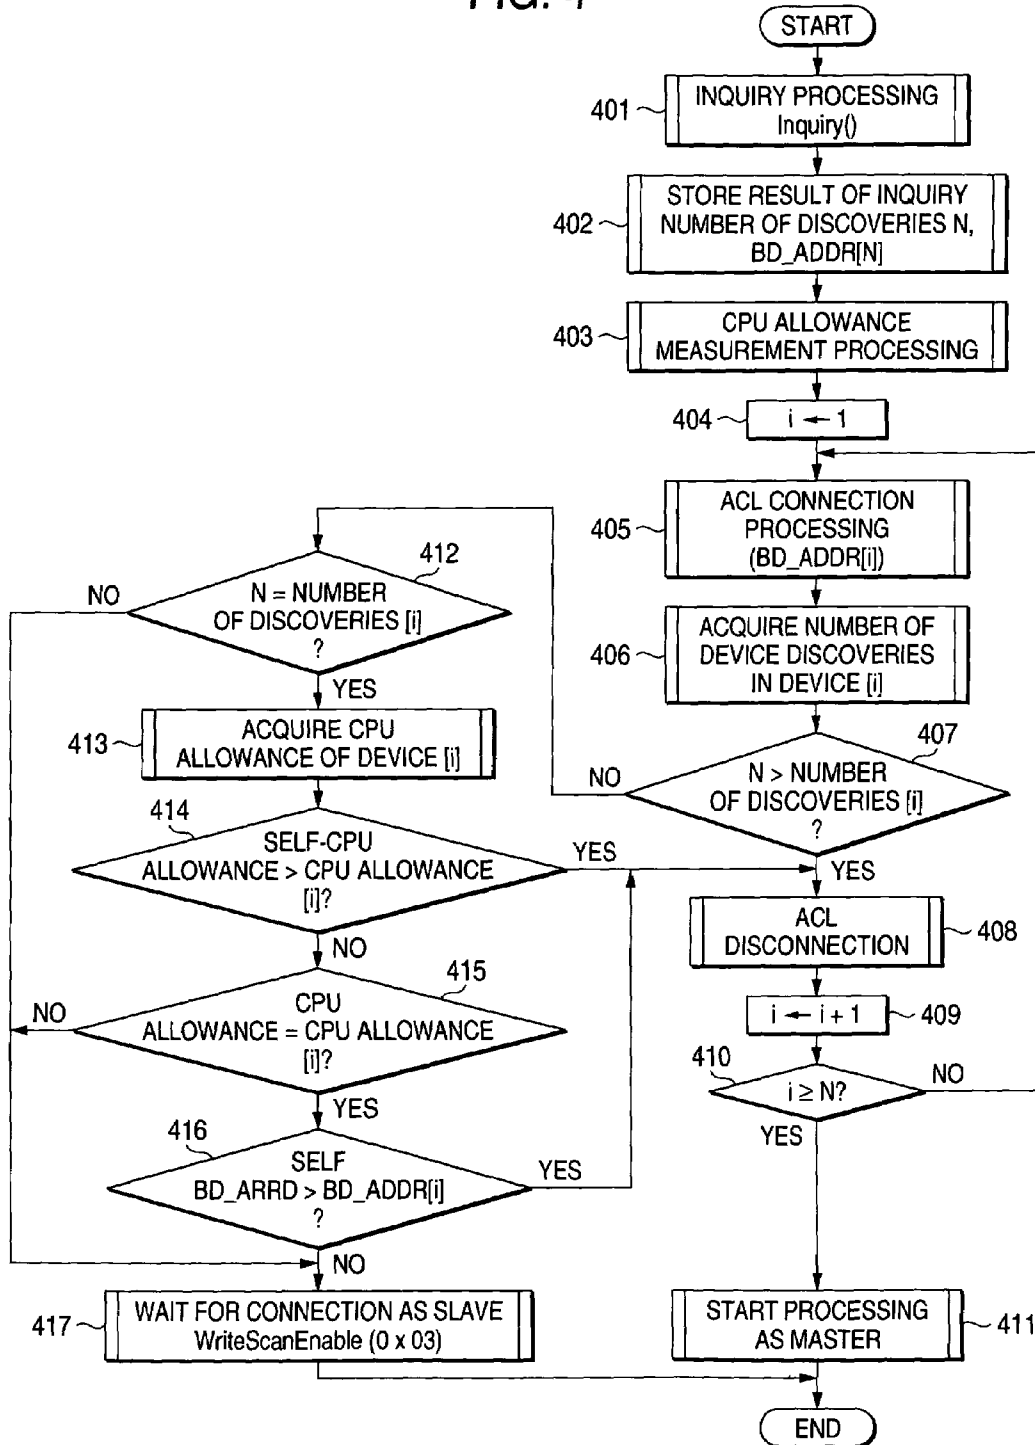 FIG. 4
START
401
INQUIRY PROCESSING
Inquiry()
402
STORE RESULT OF INQUIRY
NUMBER OF DISCOVERIES N,
BD_ADDR[N]
403
CPU ALLOWANCE
MEASUREMENT PROCESSING
404
i ← 1
405
ACL CONNECTION
PROCESSING
(BD_ADDR[i])
406
ACQUIRE NUMBER OF
DEVICE DISCOVERIES
IN DEVICE [i]
407
N > NUMBER
OF DISCOVERIES [i]
?
NO
YES
ACL
DISCONNECTION
408
i ← i + 1
409
410
i ≥ N?
NO
YES
START PROCESSING
AS MASTER
411
412
N = NUMBER
OF DISCOVERIES [i]
?
NO
YES
413
ACQUIRE CPU
ALLOWANCE OF DEVICE [i]
414
SELF-CPU
ALLOWANCE > CPU ALLOWANCE
[i]?
YES
NO
415
CPU
ALLOWANCE = CPU ALLOWANCE
[i]?
NO
YES
416
SELF
BD_ARRD > BD_ADDR[i]
?
YES
NO
417
WAIT FOR CONNECTION AS SLAVE
WriteScanEnable (0 x 03)
END